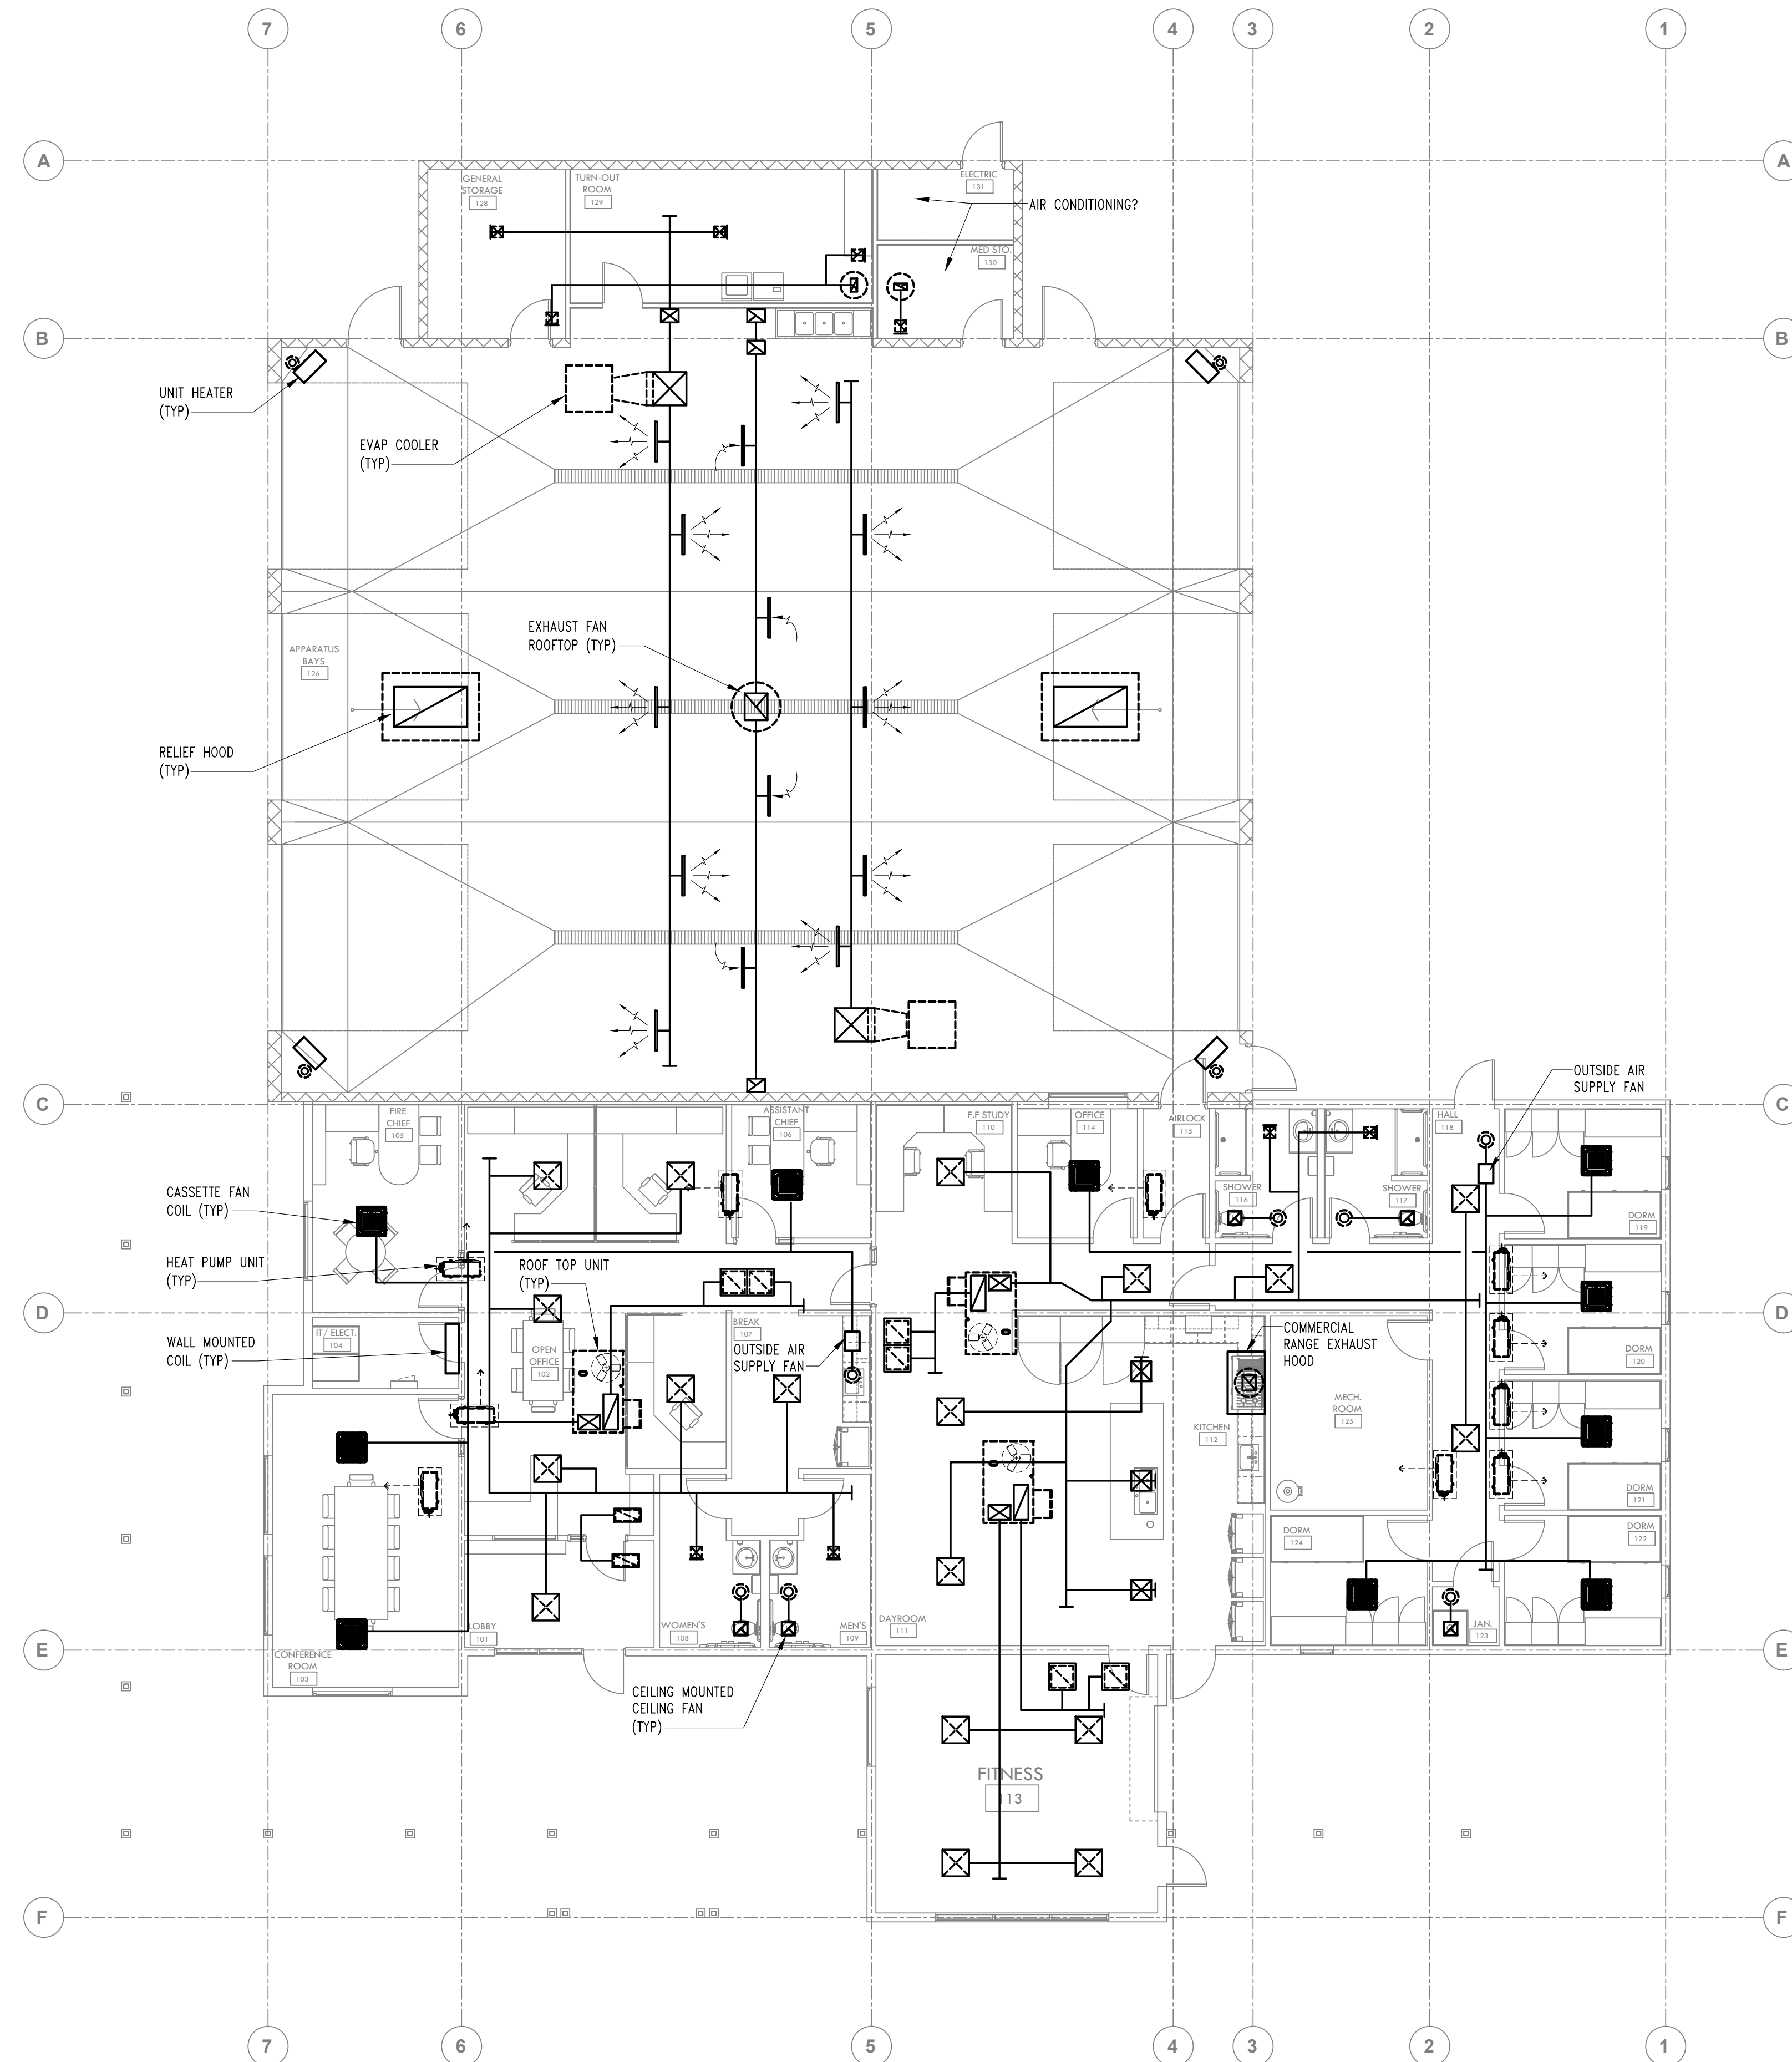 7
6
5
4
3
2
1
A
A
GENERAL
STORAGE
128
TURN-OUT
ROOM
129
ELECTRIC
131
AIR CONDITIONING?
MED STO.
130
B
B
UNIT HEATER
(TYP)
EVAP COOLER
(TYP)
EXHAUST FAN
ROOFTOP (TYP)
APPARATUS
BAYS
126
RELIEF HOOD
(TYP)
OUTSIDE AIR
SUPPLY FAN
C
C
FIRE
CHIEF
105
ASSISTANT
CHIEF
106
F.F STUDY
110
OFFICE
114
AIRLOCK
115
HALL
118
CASSETTE FAN
COIL (TYP)
SHOWER
116
SHOWER
117
DORM
119
HEAT PUMP UNIT
(TYP)
ROOF TOP UNIT
(TYP)
D
D
WALL MOUNTED
COIL (TYP)
IT / ELECT.
104
OPEN
OFFICE
102
BREAK
107
OUTSIDE AIR
SUPPLY FAN
COMMERCIAL
RANGE EXHAUST
HOOD
DORM
120
MECH.
ROOM
125
KITCHEN
112
DORM
121
DORM
124
DORM
122
LOBBY
101
WOMEN'S
108
MEN'S
109
DAYROOM
111
JAN.
123
E
E
CONFERENCE
ROOM
103
CEILING MOUNTED
CEILING FAN
(TYP)
FITNESS
113
F
F
7
6
5
4
3
2
1